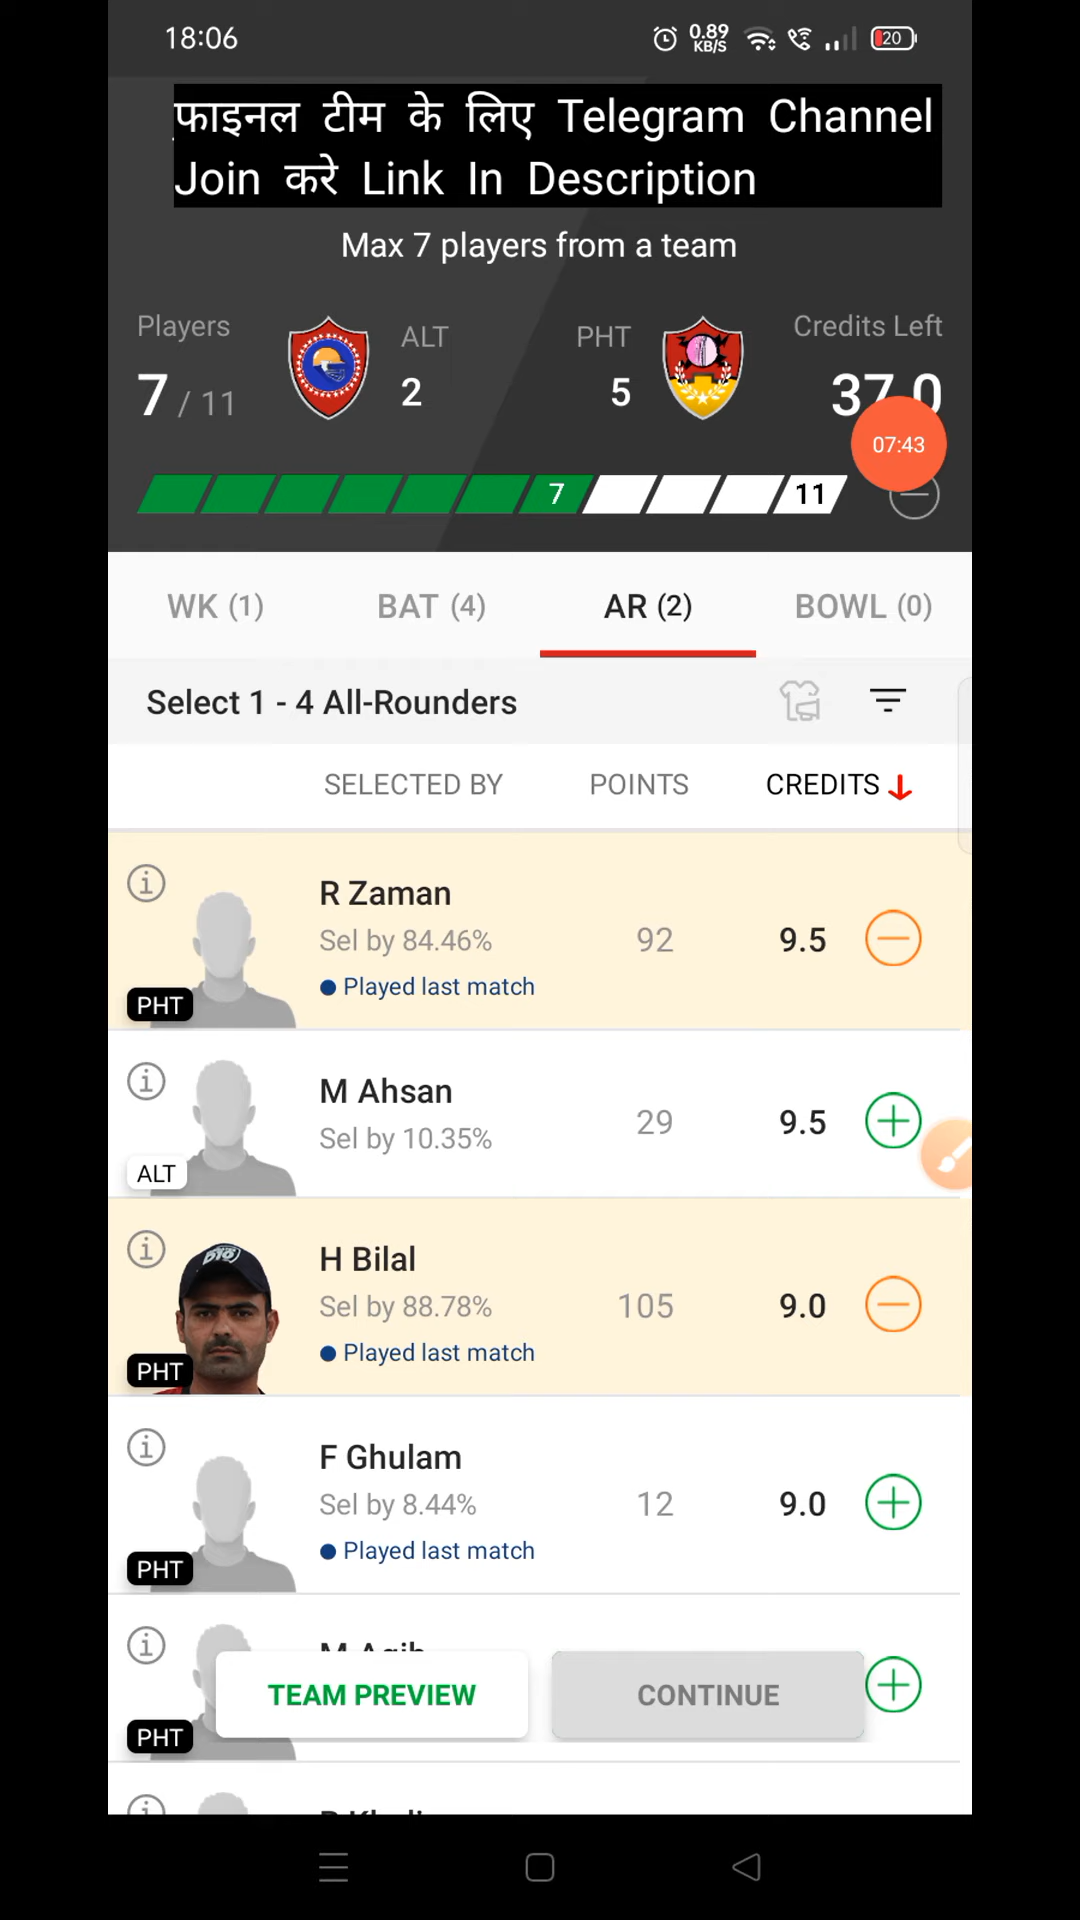 18:06
0.89
KB/S
20
फाइनल टीम के लिए Telegram Channel
Join करे Link In Description
Max 7 players from a team
Players
ALT
PHT
Credits Left
7 / 11
2
5
37.0
07:43
7
11
WK (1)
BAT (4)
AR (2)
BOWL (0)
Select 1 - 4 All-Rounders
SELECTED BY
POINTS
CREDITS
R Zaman
Sel by 84.46%
92
9.5
Played last match
PHT
M Ahsan
Sel by 10.35%
29
9.5
ALT
H Bilal
Sel by 88.78%
105
9.0
Played last match
PHT
F Ghulam
Sel by 8.44%
12
9.0
Played last match
PHT
TEAM PREVIEW
CONTINUE
PHT